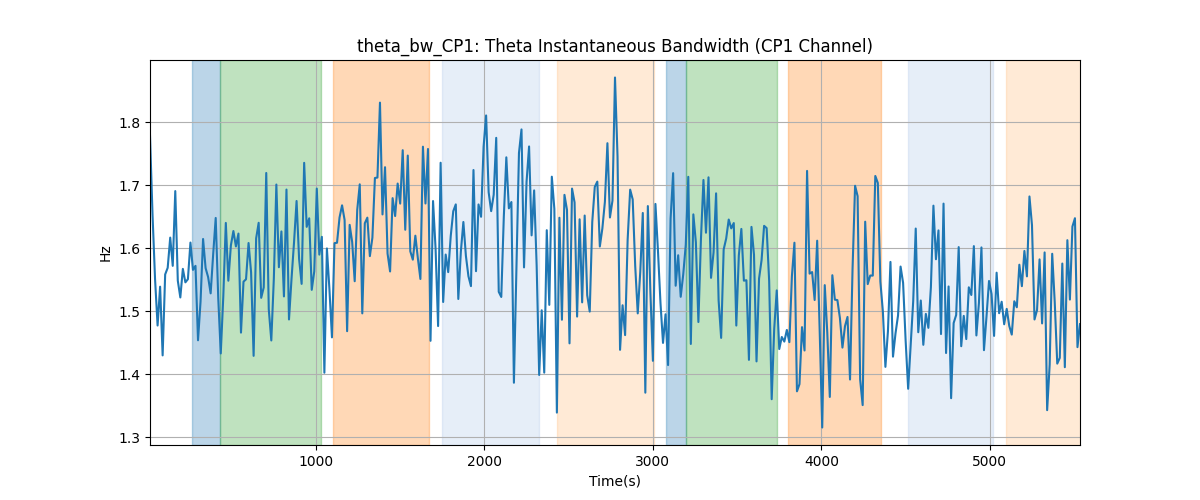 theta_bw_CP1: Theta Instantaneous Bandwidth (CP1 Channel)
Hz
1.8
1.7
1.6
1.5
1.4
1.3
1000 2000 3000 4000 5000
Time(s)